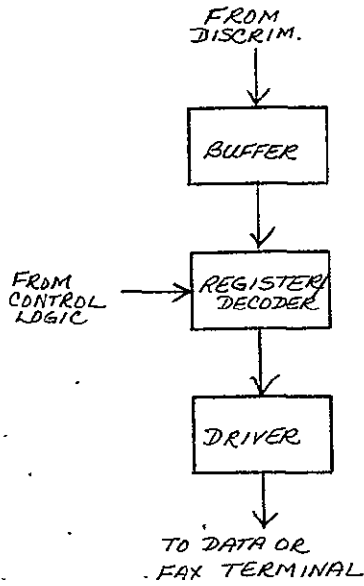 FROM
DISCRIM.
BUFFER
FROM
CONTROL
LOGIC
REGISTER/
DECODER
DRIVER
TO DATA OR
FAX TERMINAL